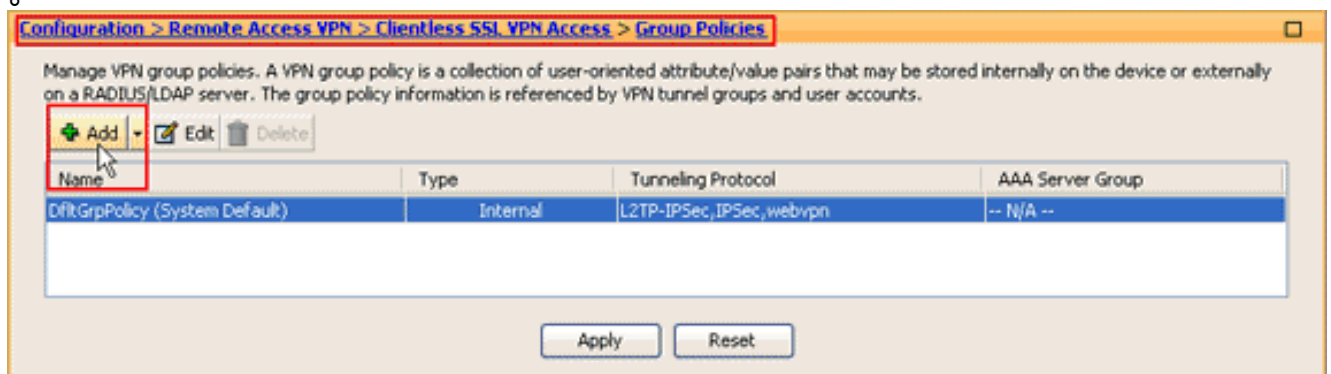 Configuration > Remote Access VPN > Clientless SSL VPN Access > Group Policies
Manage VPN group policies. A VPN group policy is a collection of user-oriented attribute/value pairs that may be stored internally on the device or externally
on a RADIUS/LDAP server. The group policy information is referenced by VPN tunnel groups and user accounts.
Add Edit Delete
Name Type Tunneling Protocol AAA Server Group
DfltGrpPolicy (System Default) Internal L2TP-IPSec,IPSec,webvpn -- N/A --
Apply Reset